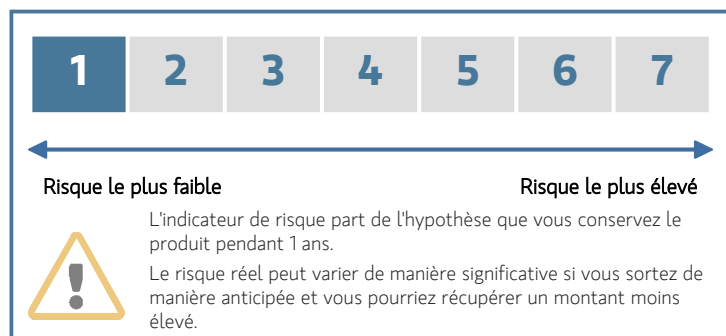 1 2 3 4 5 6 7
Risque le plus faible Risque le plus élevé
L'indicateur de risque part de l'hypothèse que vous conservez le
produit pendant 1 ans.
Le risque réel peut varier de manière significative si vous sortez de
manière anticipée et vous pourriez récupérer un montant moins
élevé.